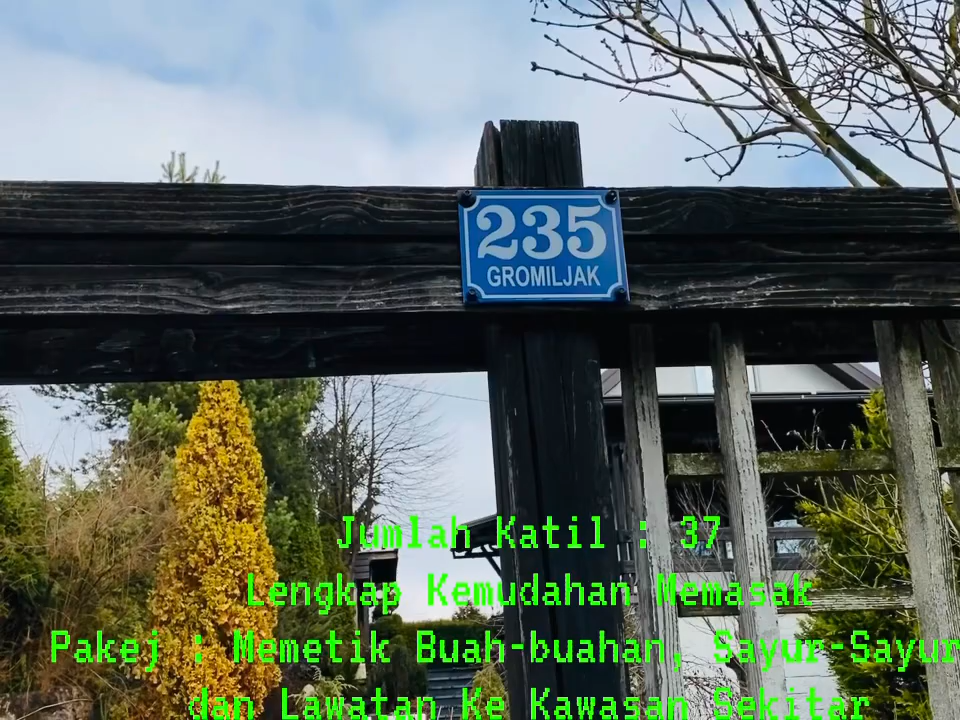 235
GROMILJAK
Jumlah Katil : 37
Lengkap Kemudahan Memasak
Pakej : Memetik Buah-buahan, Sayur-Sayur
dan Lawatan Ke Kawasan Sekitar